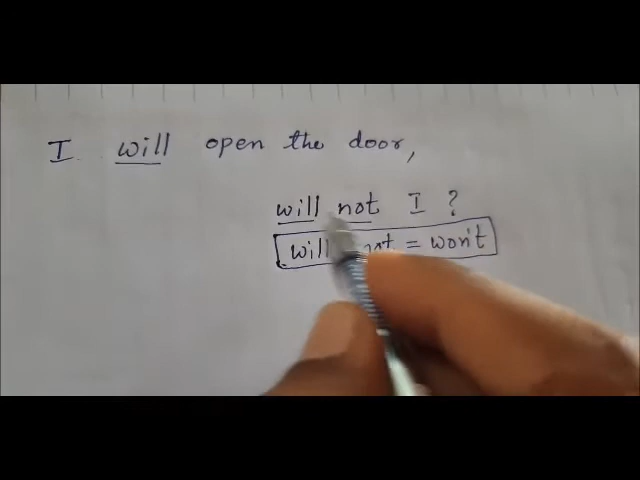 I will open the door,
will not I ?
will = won't